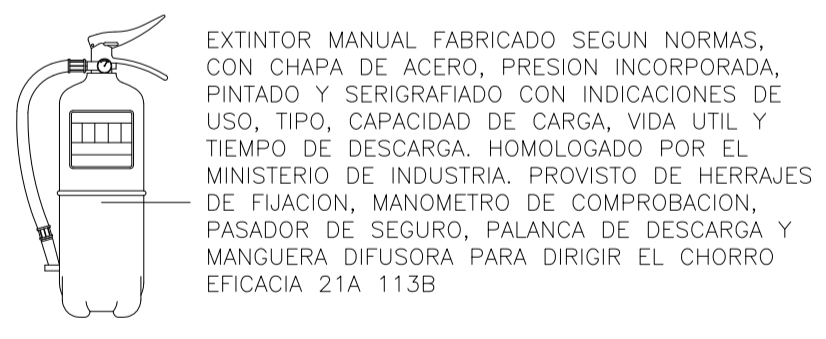 EXTINTOR MANUAL FABRICADO SEGUN NORMAS,
CON CHAPA DE ACERO, PRESION INCORPORADA,
PINTADO Y SERIGRAFIADO CON INDICACIONES DE
USO, TIPO, CAPACIDAD DE CARGA, VIDA UTIL Y
TIEMPO DE DESCARGA. HOMOLOGADO POR EL
MINISTERIO DE INDUSTRIA. PROVISTO DE HERRAJES
DE FIJACION, MANOMETRO DE COMPROBACION,
PASADOR DE SEGURO, PALANCA DE DESCARGA Y
MANGUERA DIFUSORA PARA DIRIGIR EL CHORRO
EFICACIA 21A 113B